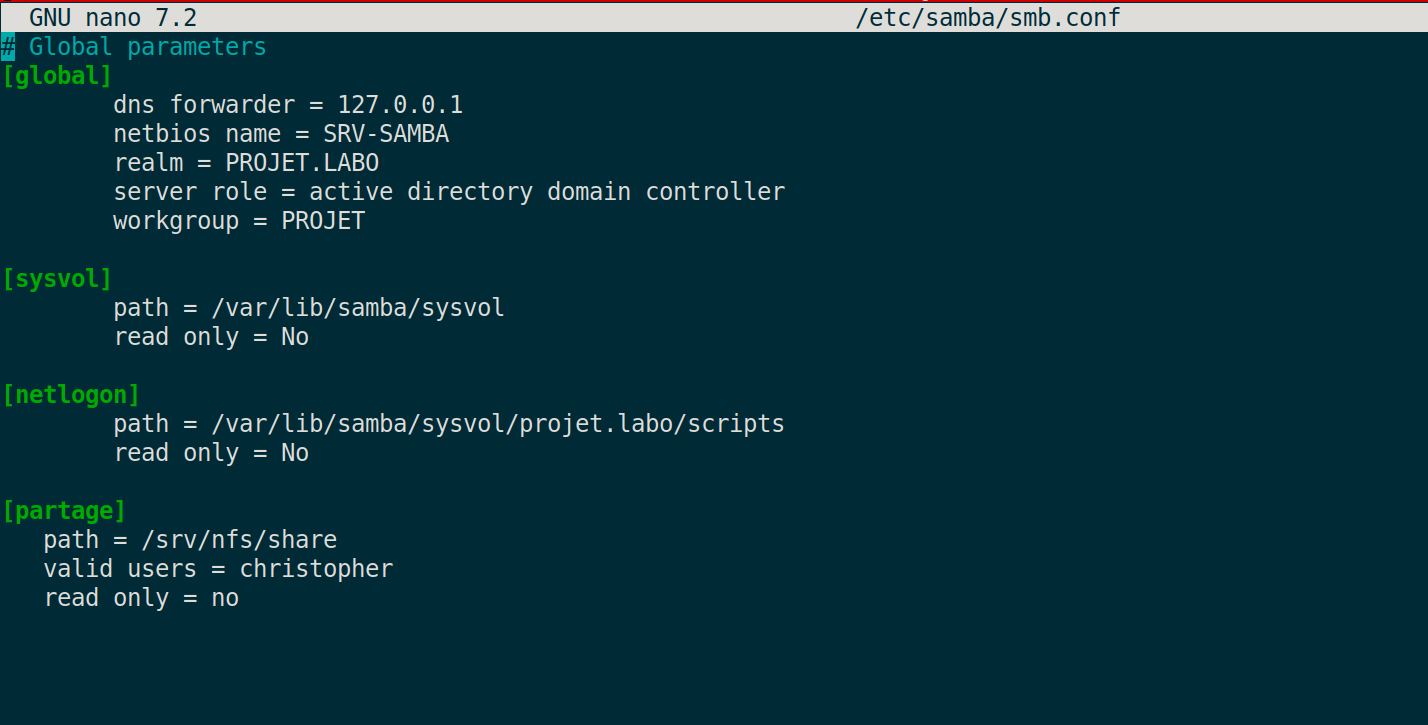 GNU nano 7.2 /etc/samba/smb.conf
# Global parameters
[global]
dns forwarder = 127.0.0.1
netbios name = SRV-SAMBA
realm = PROJET.LABO
server role = active directory domain controller
workgroup = PROJET
[sysvol]
path = /var/lib/samba/sysvol
read only = No
[netlogon]
path = /var/lib/samba/sysvol/projet.labo/scripts
read only = No
[partage]
path = /srv/nfs/share
valid users = christopher
read only = no